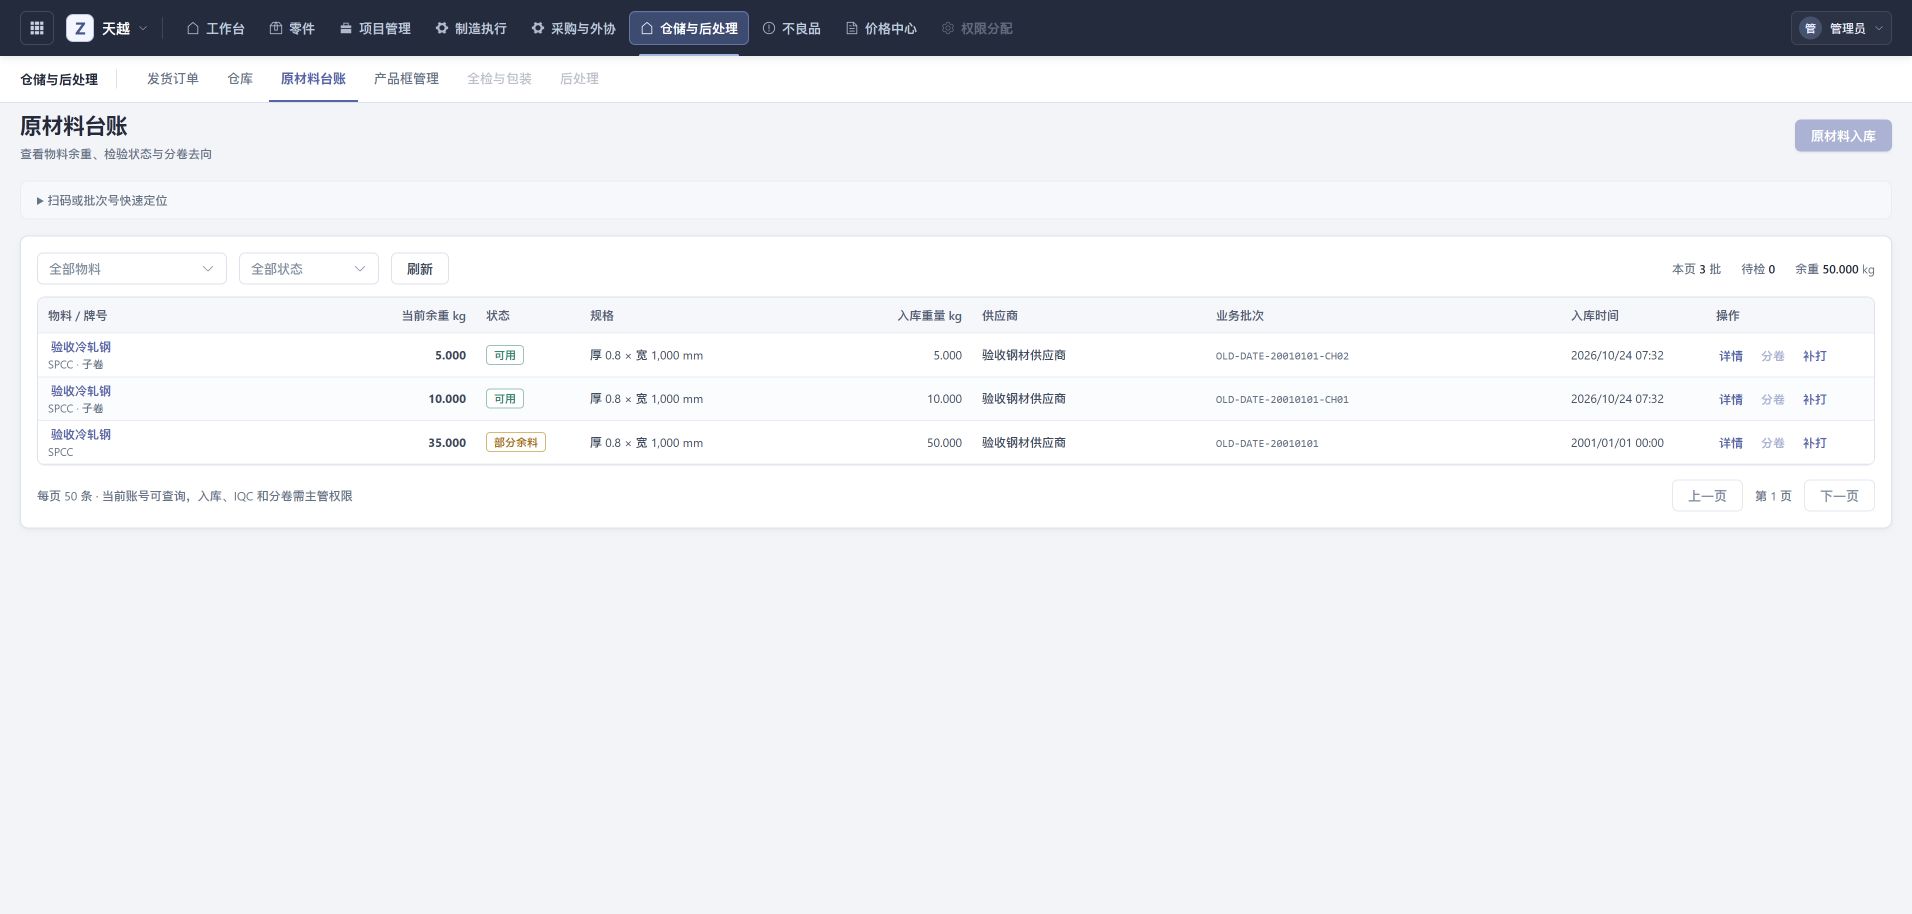 Z 天越 工作台 零件 项目管理 制造执行 采购与外协 仓储与后处理 不良品 价格中心 权限分配 管 管理员
仓储与后处理 发货订单 仓库 原材料台账 产品框管理 全检与包装 后处理
原材料台账
查看物料余重、检验状态与分卷去向
原材料入库
扫码或批次号快速定位
全部物料 全部状态 刷新 本页 3 批 待检 0 余重 50.000 kg
物料 / 牌号 当前余重 kg 状态 规格 入库重量 kg 供应商 业务批次 入库时间 操作
验收冷轧钢
SPCC · 子卷
5.000 可用 厚 0.8 × 宽 1,000 mm 5.000 验收钢材供应商 OLD-DATE-20010101-CH02 2026/10/24 07:32 详情 分卷 补打
验收冷轧钢
SPCC · 子卷
10.000 可用 厚 0.8 × 宽 1,000 mm 10.000 验收钢材供应商 OLD-DATE-20010101-CH01 2026/10/24 07:32 详情 分卷 补打
验收冷轧钢
SPCC
35.000 部分余料 厚 0.8 × 宽 1,000 mm 50.000 验收钢材供应商 OLD-DATE-20010101 2001/01/01 00:00 详情 分卷 补打
每页 50 条 · 当前账号可查询，入库、IQC 和分卷需主管权限 上一页 第 1 页 下一页